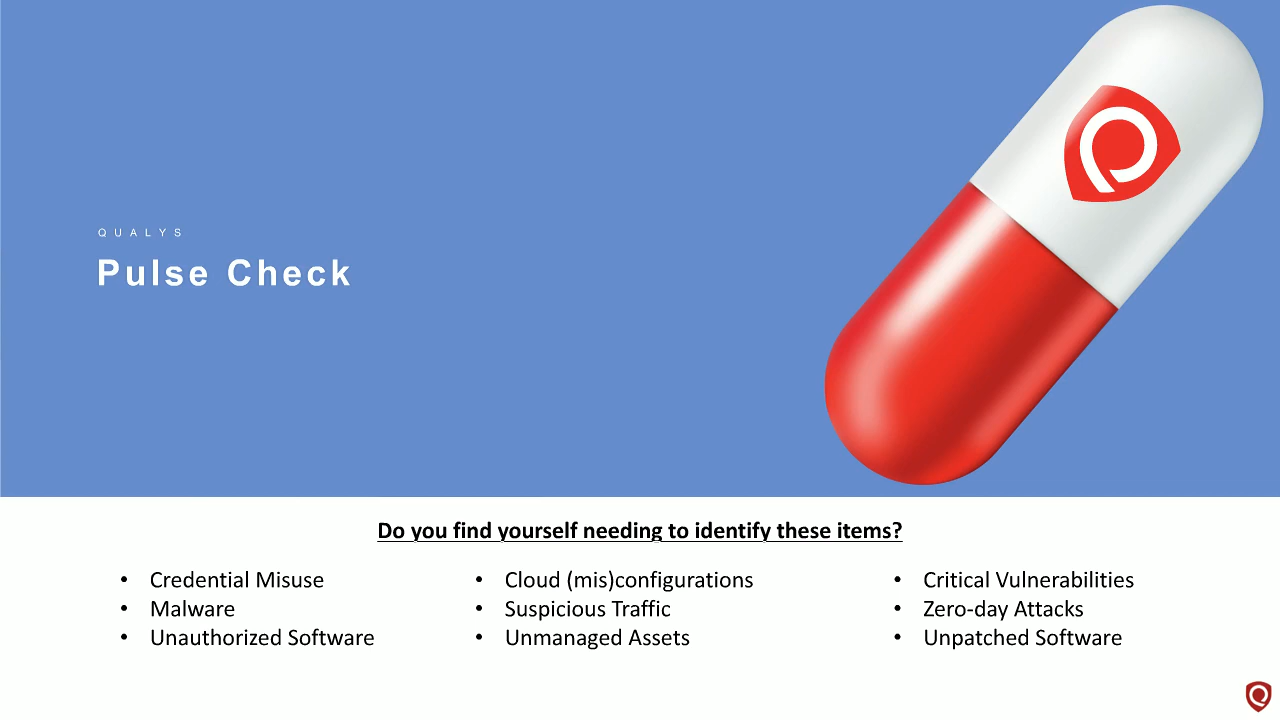 QUALYS
Pulse Check
Do you find yourself needing to identify these items?
• Credential Misuse
• Malware
• Unauthorized Software
• Cloud (mis)configurations
• Suspicious Traffic
• Unmanaged Assets
• Critical Vulnerabilities
• Zero-day Attacks
• Unpatched Software